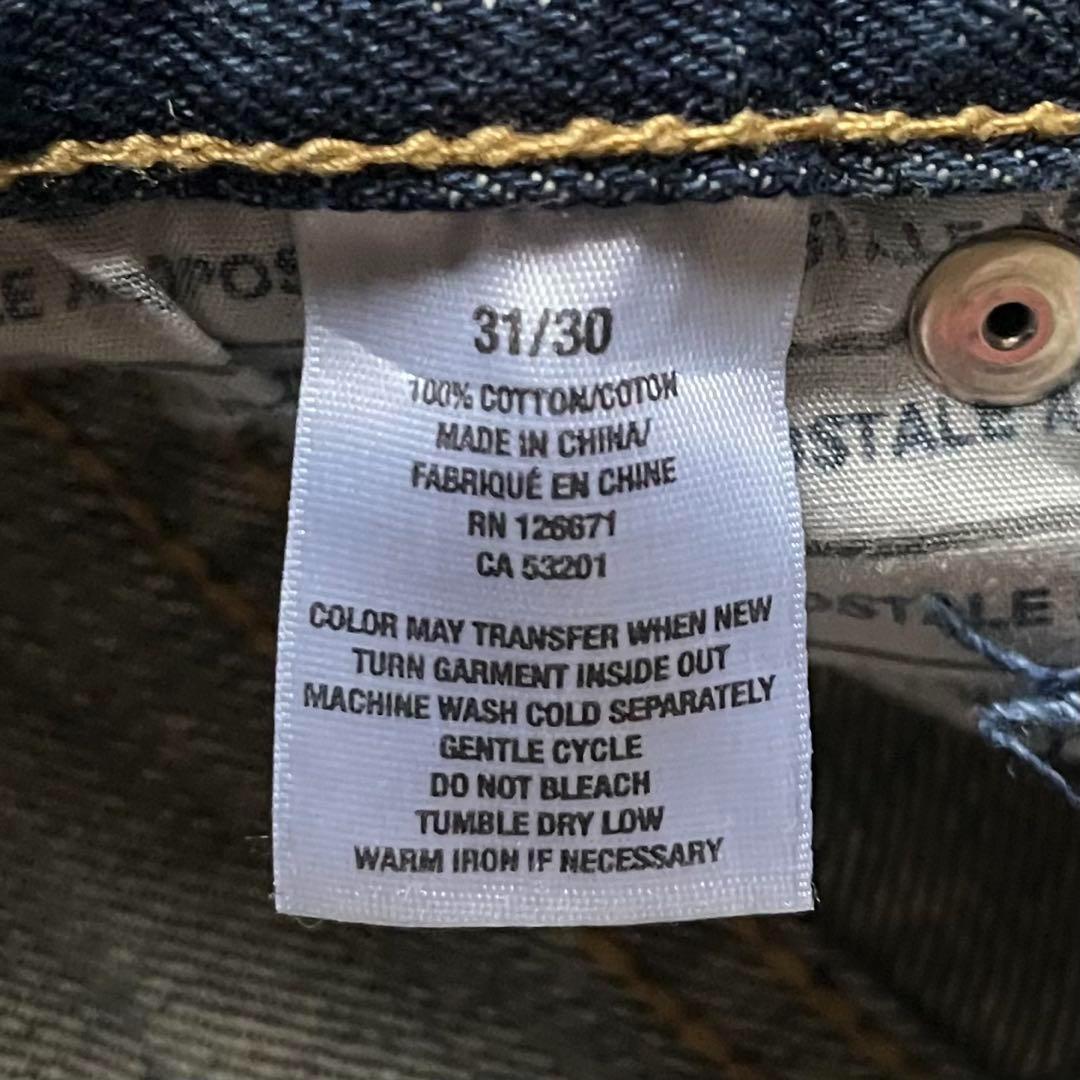 31/30
100% COTTON/COTON
MADE IN CHINA/
FABRIQUÉ EN CHINE
RN 126671
CA 53201
COLOR MAY TRANSFER WHEN NEW
TURN GARMENT INSIDE OUT
MACHINE WASH COLD SEPARATELY
GENTLE CYCLE
DO NOT BLEACH
TUMBLE DRY LOW
WARM IRON IF NECESSARY